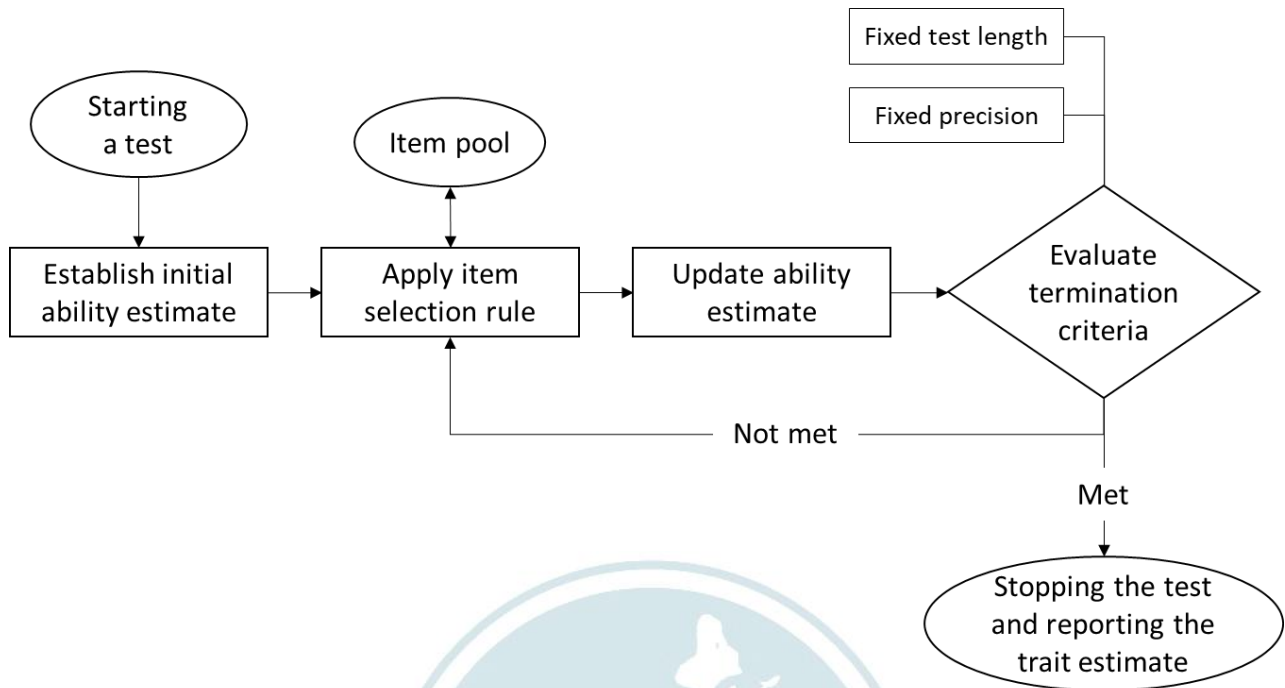 Fixed test length
Fixed precision
Starting
a test
Item pool
Establish initial
ability estimate
Apply item
selection rule
Update ability
estimate
Evaluate
termination
criteria
Not met
Met
Stopping the test
and reporting the
trait estimate